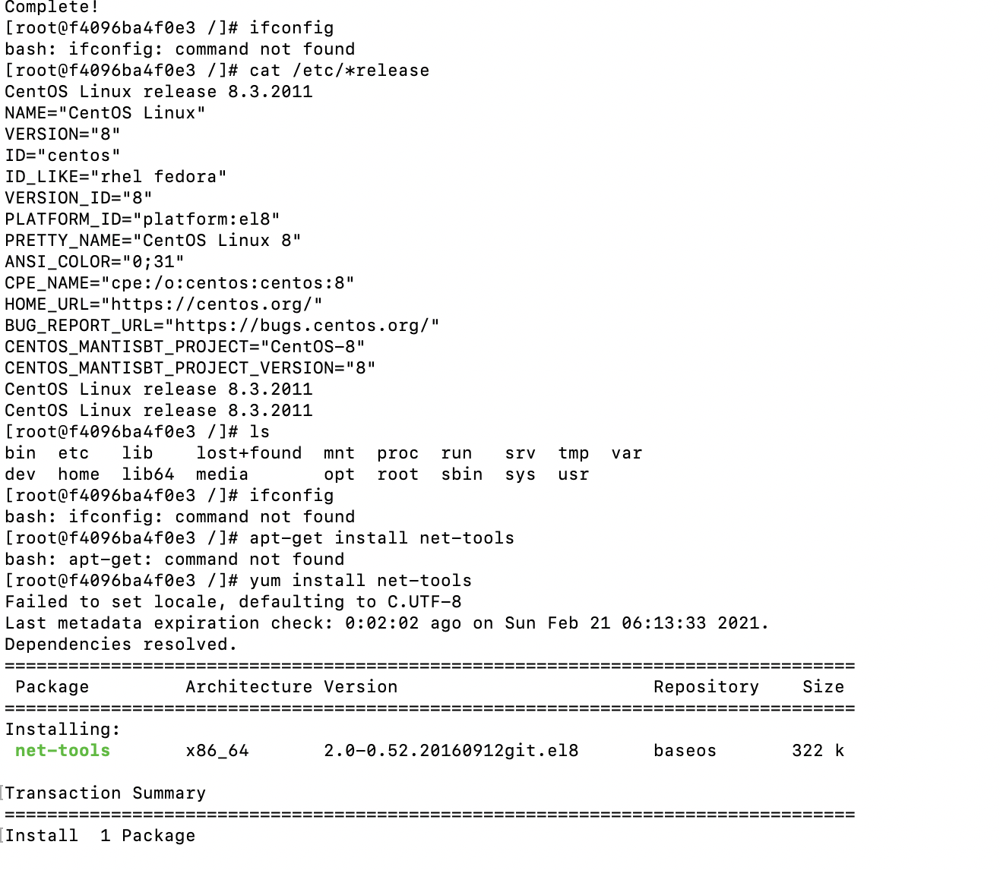 Complete!
[root@f4096ba4f0e3 /]# ifconfig
bash: ifconfig: command not found
[root@f4096ba4f0e3 /]# cat /etc/*release
CentOS Linux release 8.3.2011
NAME="CentOS Linux"
VERSION="8"
ID="centos"
ID_LIKE="rhel fedora"
VERSION_ID="8"
PLATFORM_ID="platform:el8"
PRETTY_NAME="CentOS Linux 8"
ANSI_COLOR="0;31"
CPE_NAME="cpe:/o:centos:centos:8"
HOME_URL="https://centos.org/"
BUG_REPORT_URL="https://bugs.centos.org/"
CENTOS_MANTISBT_PROJECT="CentOS-8"
CENTOS_MANTISBT_PROJECT_VERSION="8"
CentOS Linux release 8.3.2011
CentOS Linux release 8.3.2011
[root@f4096ba4f0e3 /]# ls
bin  etc   lib    lost+found  mnt  proc  run   srv  tmp  var
dev  home  lib64  media       opt  root  sbin  sys  usr
[root@f4096ba4f0e3 /]# ifconfig
bash: ifconfig: command not found
[root@f4096ba4f0e3 /]# apt-get install net-tools
bash: apt-get: command not found
[root@f4096ba4f0e3 /]# yum install net-tools
Failed to set locale, defaulting to C.UTF-8
Last metadata expiration check: 0:02:02 ago on Sun Feb 21 06:13:33 2021.
Dependencies resolved.
================================================================================
 Package         Architecture Version                        Repository    Size
================================================================================
Installing:
 net-tools       x86_64       2.0-0.52.20160912git.el8       baseos       322 k

[Transaction Summary
================================================================================
[Install  1 Package